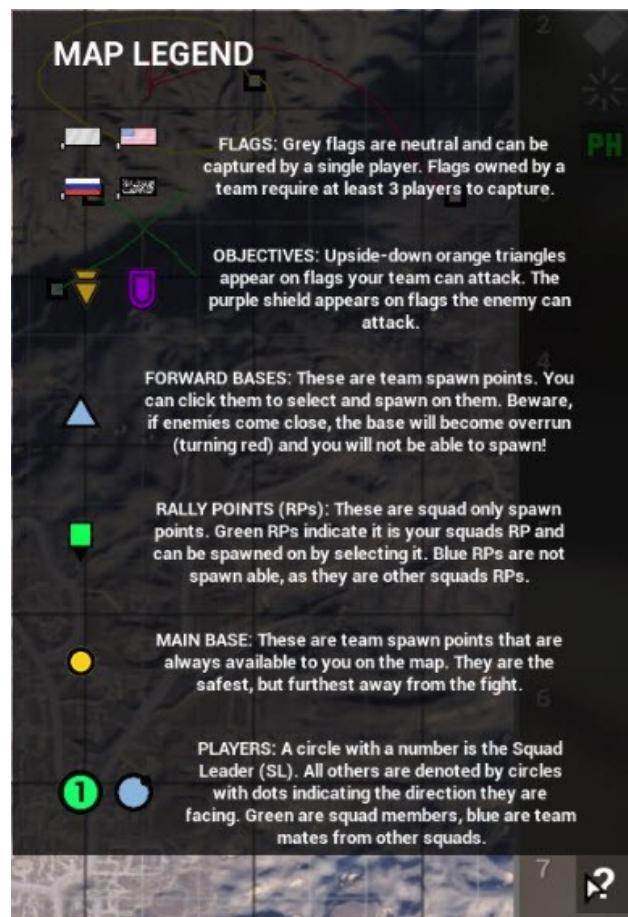 MAP LEGEND
2
PH
FLAGS: Grey flags are neutral and can be
captured by a single player. Flags owned by a
team require at least 3 players to capture.
3
OBJECTIVES: Upside-down orange triangles
appear on flags your team can attack. The
purple shield appears on flags the enemy can
attack.
4
FORWARD BASES: These are team spawn points. You
can click them to select and spawn on them. Beware,
if enemies come close, the base will become overrun
(turning red) and you will not be able to spawn!
RALLY POINTS (RPs): These are squad only spawn
points. Green RPs indicate it is your squads RP and
can be spawned on by selecting it. Blue RPs are not
spawn able, as they are other squads RPs.
MAIN BASE: These are team spawn points that are
always available to you on the map. They are the
safest, but furthest away from the fight.
6
PLAYERS: A circle with a number is the Squad
Leader (SL). All others are denoted by circles
with dots indicating the direction they are
facing. Green are squad members, blue are team
mates from other squads.
1
7
?